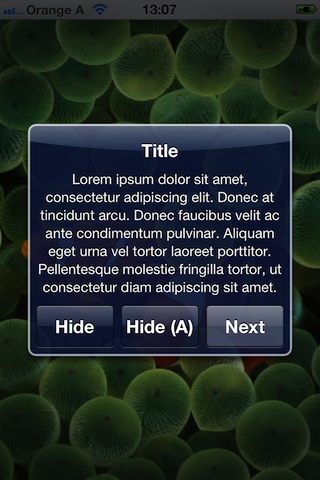 Orange A 13:07
Title
Lorem ipsum dolor sit amet,
consectetur adipiscing elit. Donec at
tincidunt arcu. Donec faucibus velit ac
ante condimentum pulvinar. Aliquam
eget urna vel tortor laoreet porttitor.
Pellentesque molestie fringilla tortor, ut
consectetur diam adipiscing sit amet.
Hide Hide (A) Next